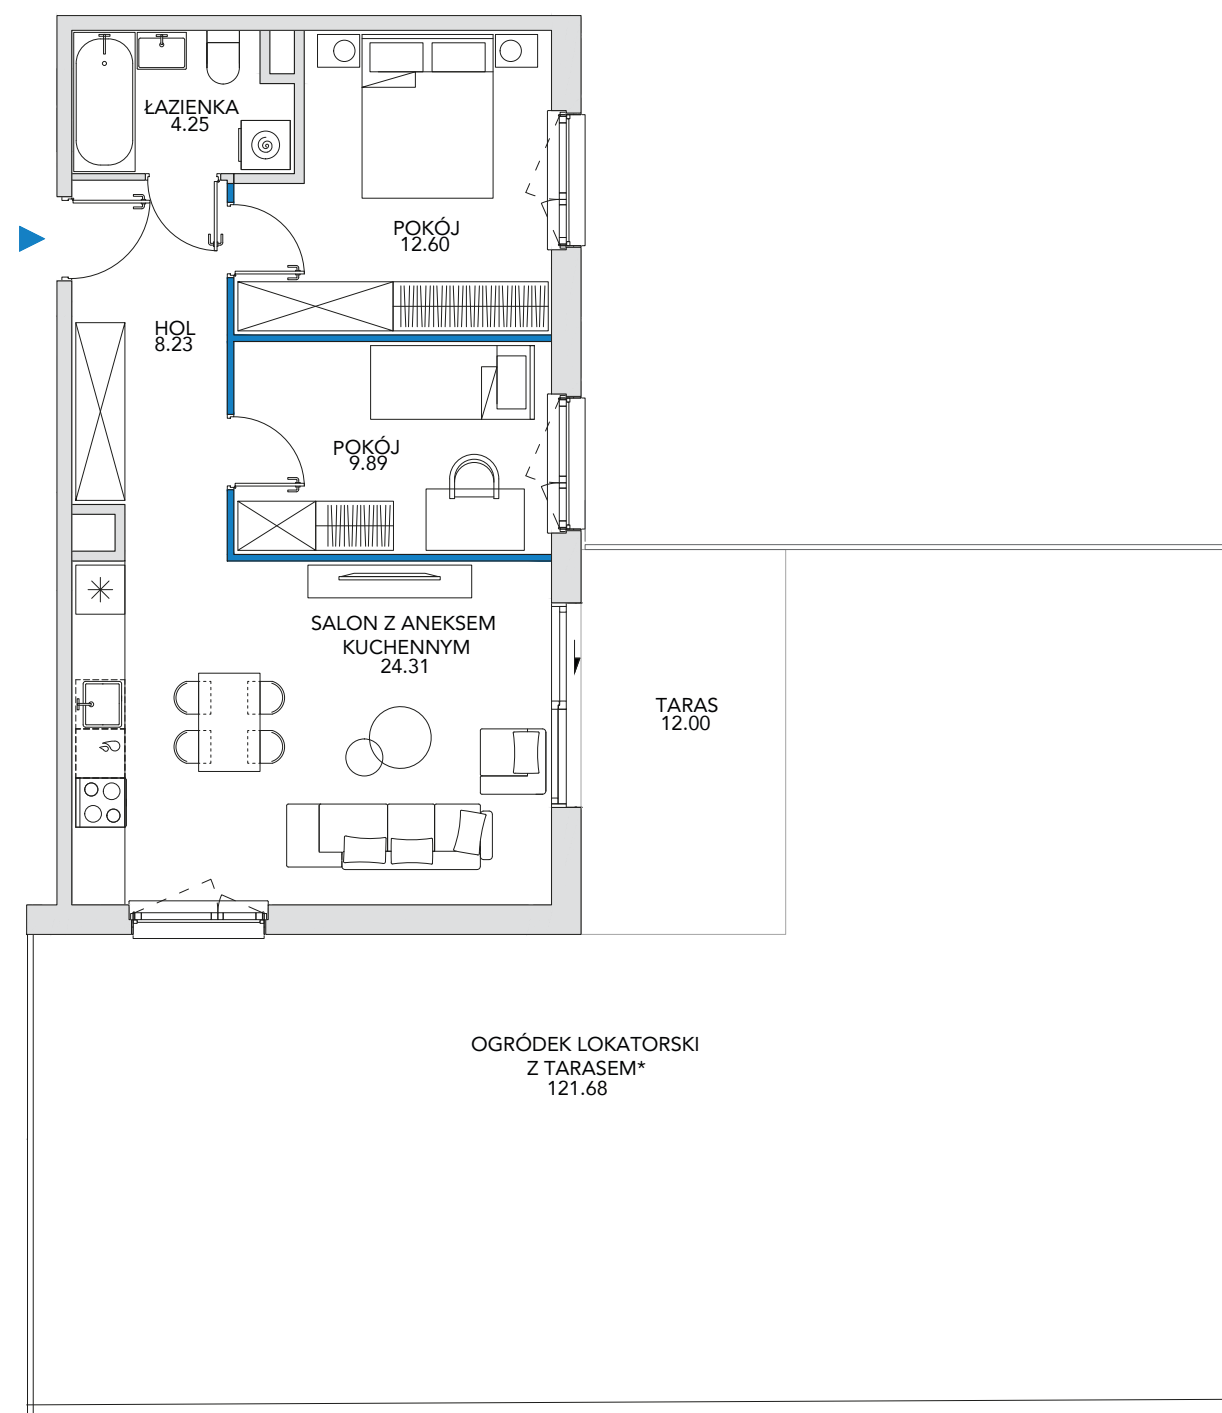 ŁAZIENKA
4.25
POKÓJ
12.60
HOL
8.23
POKÓJ
9.89
SALON Z ANEKSEM
KUCHENNYM
24.31
TARAS
12.00
OGRÓDEK LOKATORSKI
Z TARASEM*
121.68